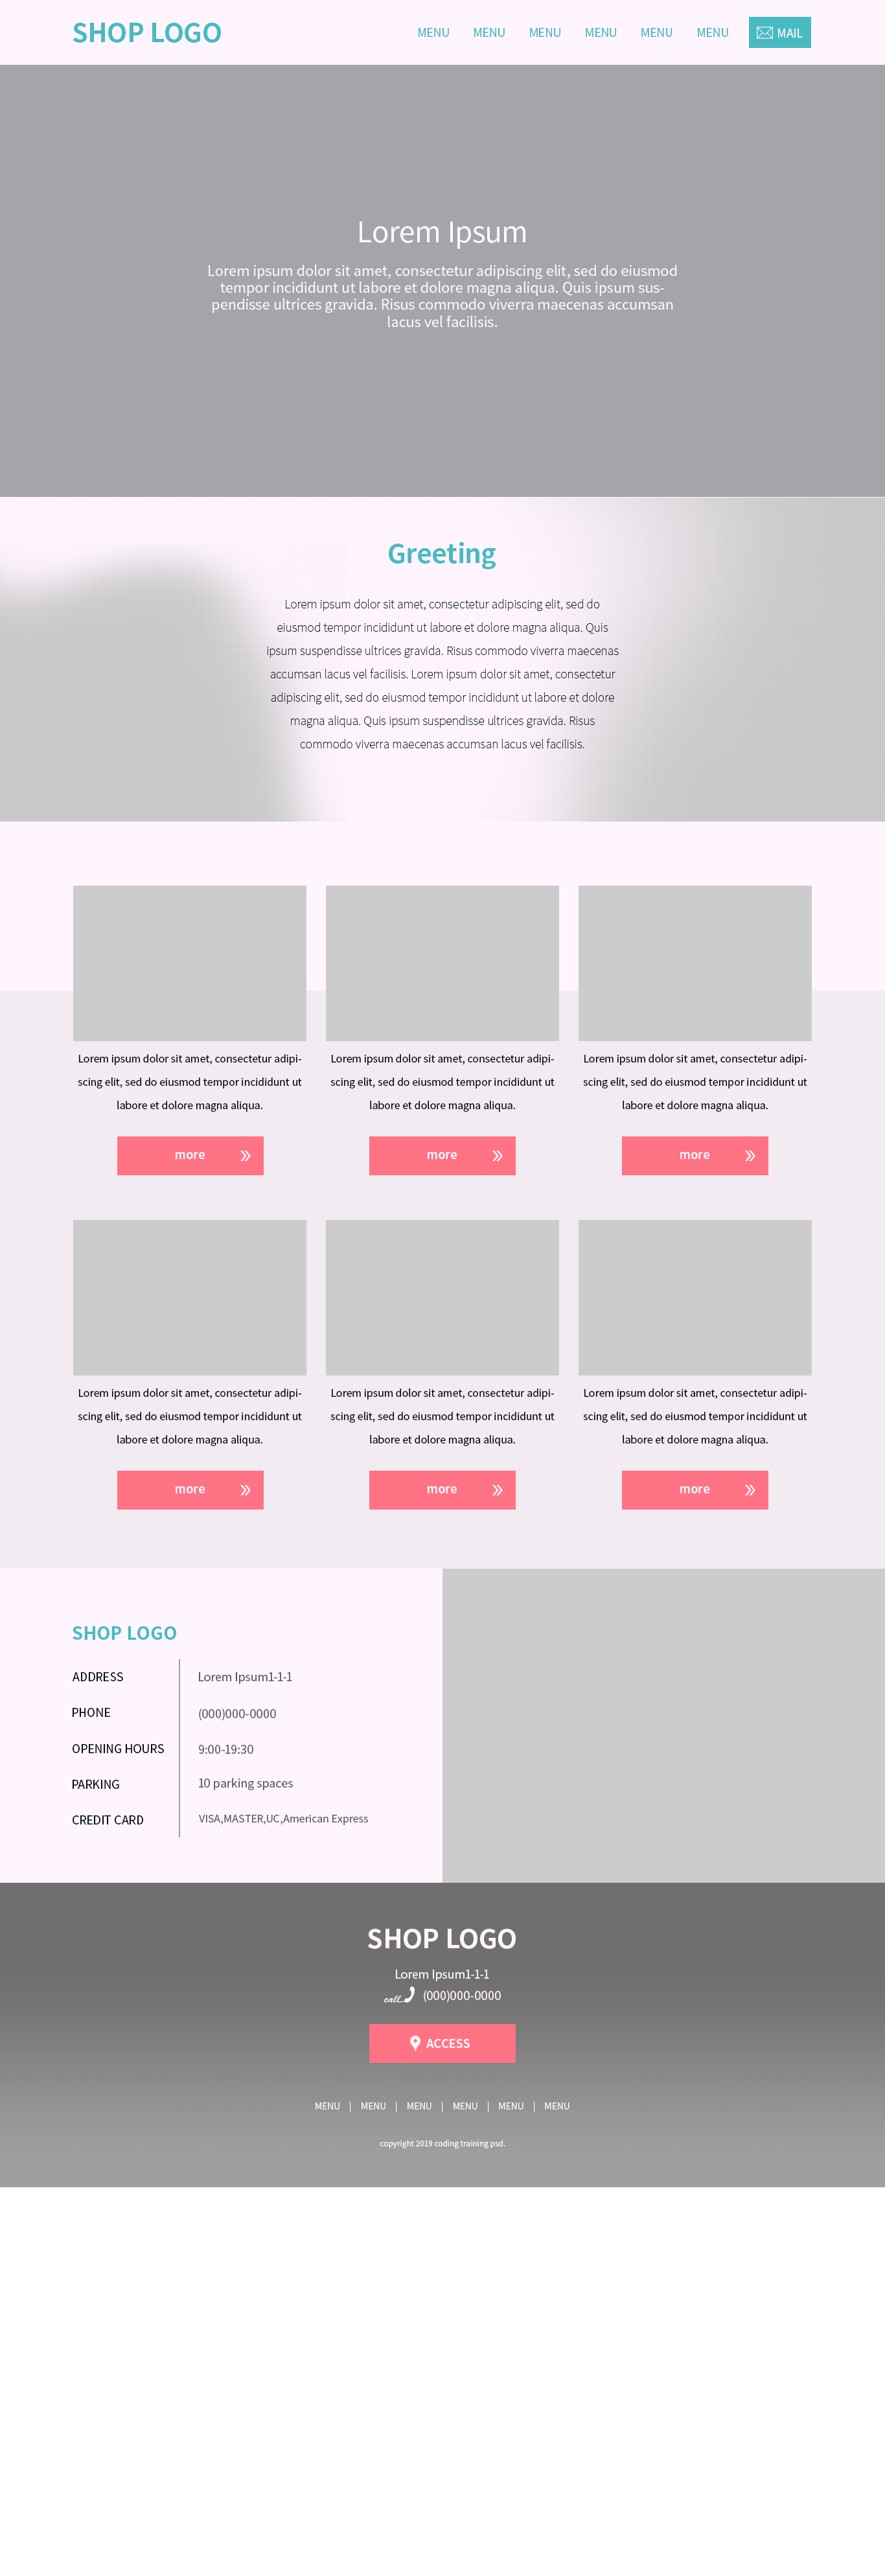 SHOP LOGO
MENU MENU MENU MENU MENU MENU MAIL
Lorem Ipsum
Lorem ipsum dolor sit amet, consectetur adipiscing elit, sed do eiusmod
tempor incididunt ut labore et dolore magna aliqua. Quis ipsum sus-
pendisse ultrices gravida. Risus commodo viverra maecenas accumsan
lacus vel facilisis.
Greeting
Lorem ipsum dolor sit amet, consectetur adipiscing elit, sed do
eiusmod tempor incididunt ut labore et dolore magna aliqua. Quis
ipsum suspendisse ultrices gravida. Risus commodo viverra maecenas
accumsan lacus vel facilisis. Lorem ipsum dolor sit amet, consectetur
adipiscing elit, sed do eiusmod tempor incididunt ut labore et dolore
magna aliqua. Quis ipsum suspendisse ultrices gravida. Risus
commodo viverra maecenas accumsan lacus vel facilisis.
Lorem ipsum dolor sit amet, consectetur adipi-
scing elit, sed do eiusmod tempor incididunt ut
labore et dolore magna aliqua.
more »
Lorem ipsum dolor sit amet, consectetur adipi-
scing elit, sed do eiusmod tempor incididunt ut
labore et dolore magna aliqua.
more »
Lorem ipsum dolor sit amet, consectetur adipi-
scing elit, sed do eiusmod tempor incididunt ut
labore et dolore magna aliqua.
more »
Lorem ipsum dolor sit amet, consectetur adipi-
scing elit, sed do eiusmod tempor incididunt ut
labore et dolore magna aliqua.
more »
Lorem ipsum dolor sit amet, consectetur adipi-
scing elit, sed do eiusmod tempor incididunt ut
labore et dolore magna aliqua.
more »
Lorem ipsum dolor sit amet, consectetur adipi-
scing elit, sed do eiusmod tempor incididunt ut
labore et dolore magna aliqua.
more »
SHOP LOGO
ADDRESS Lorem Ipsum1-1-1
PHONE (000)000-0000
OPENING HOURS 9:00-19:30
PARKING 10 parking spaces
CREDIT CARD VISA,MASTER,UC,American Express
SHOP LOGO
Lorem Ipsum1-1-1
call (000)000-0000
ACCESS
MENU | MENU | MENU | MENU | MENU | MENU
copyright 2019 coding training psd.